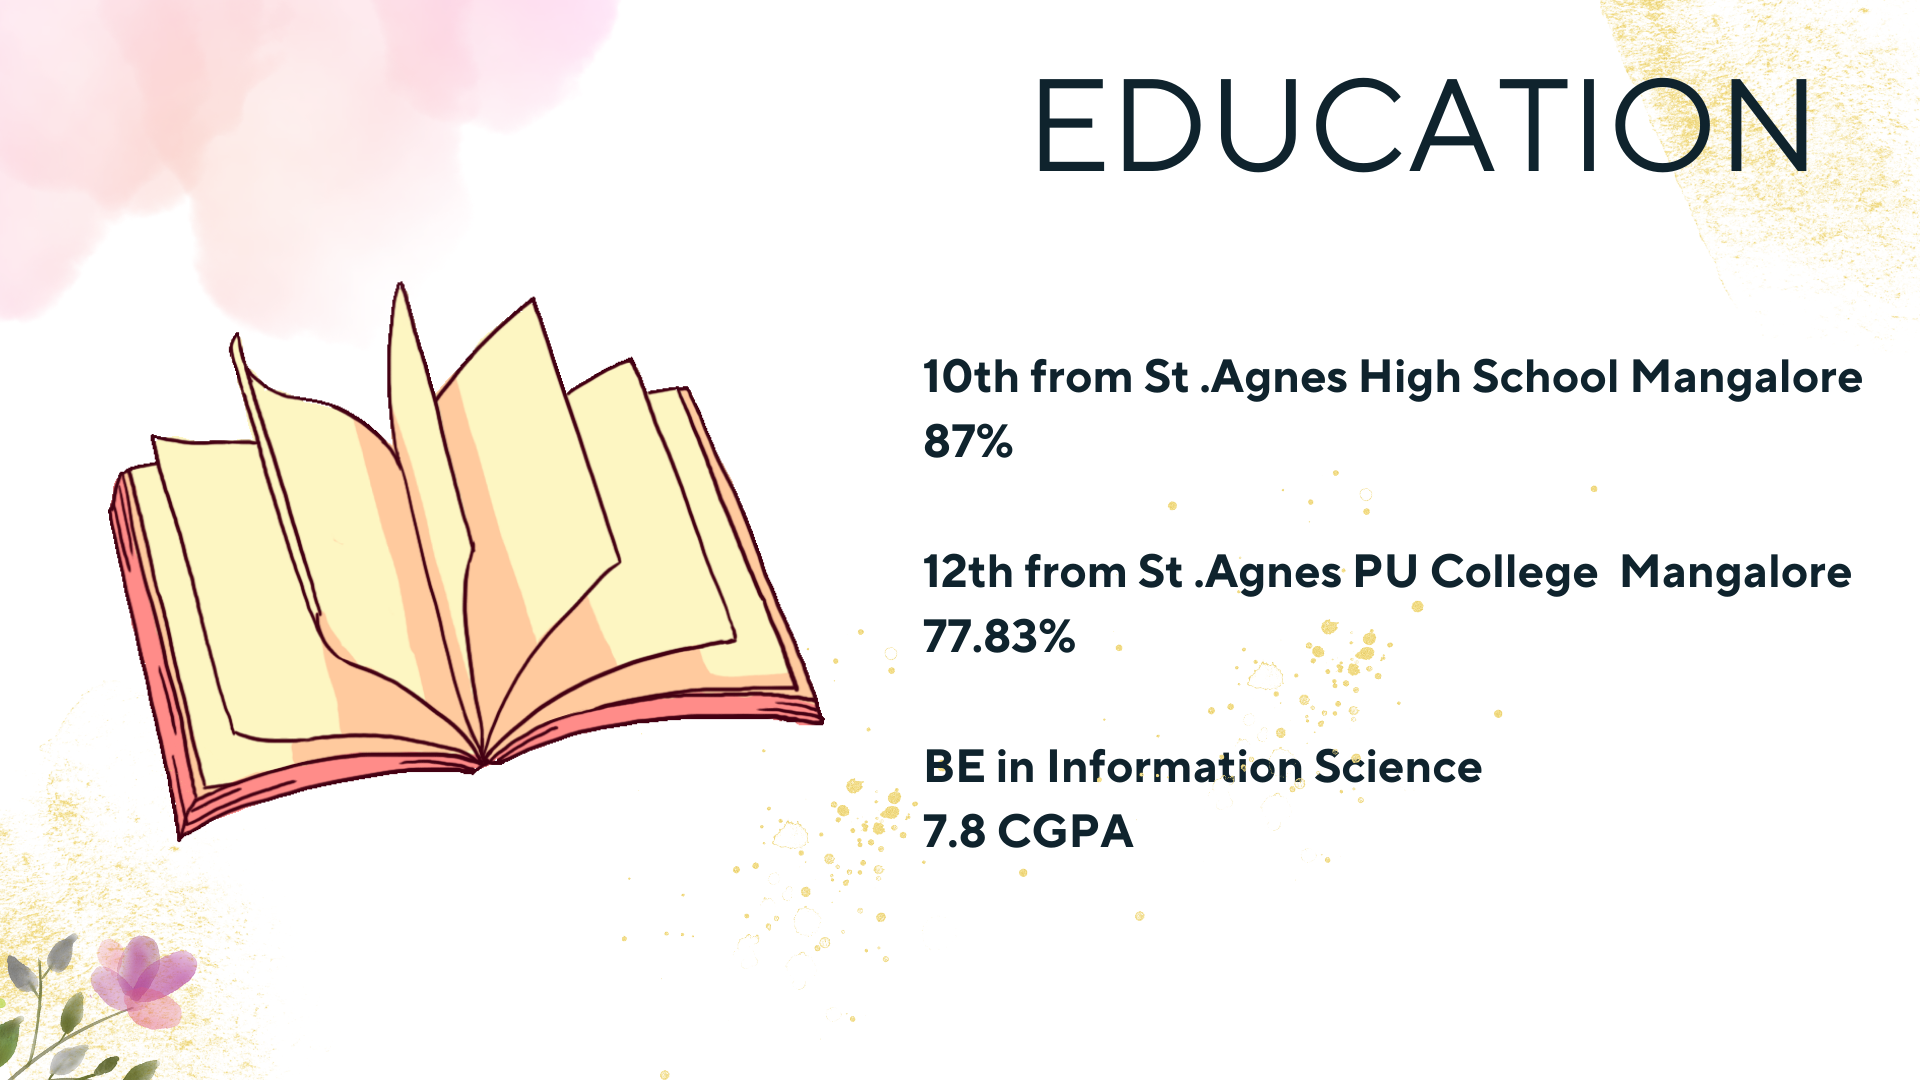 EDUCATION
10th from St .Agnes High School Mangalore
87%
12th from St .Agnes PU College  Mangalore
77.83%
BE in Information Science
7.8 CGPA